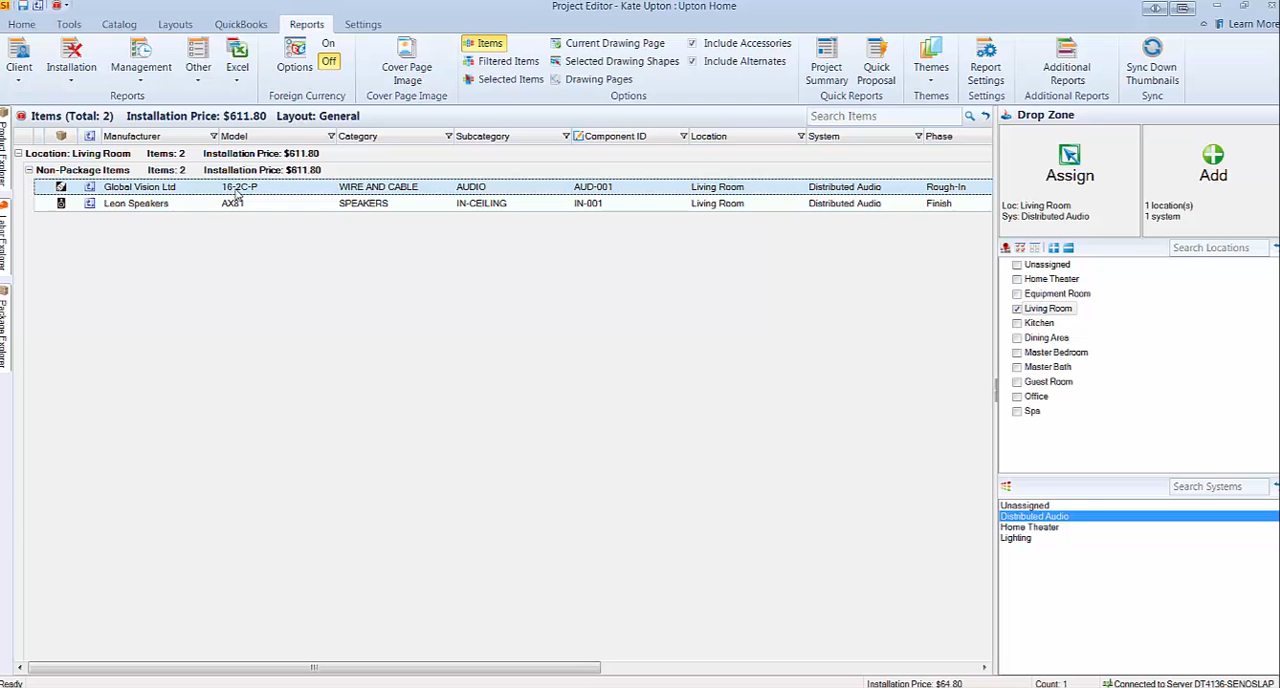 SI
Project Editor - Kate Upton : Upton Home
Home Tools Catalog Layouts QuickBooks Reports Settings
Learn More
Client Installation Management Other Excel
Reports
Options On Off
Foreign Currency
Cover Page Image
Cover Page Image
Items Current Drawing Page Include Accessories
Filtered Items Selected Drawing Shapes Include Alternates
Selected Items Drawing Pages
Options
Project Summary Quick Proposal
Quick Reports
Themes
Themes
Report Settings
Settings
Additional Reports
Additional Reports
Sync Down Thumbnails
Sync
Product Explorer
Labor Explorer
Package Explorer
Items (Total: 2) Installation Price: $611.80 Layout: General
Search Items
Manufacturer Model Category Subcategory Component ID Location System Phase
Location: Living Room Items: 2 Installation Price: $611.80
Non-Package Items Items: 2 Installation Price: $611.80
Global Vision Ltd 16-2C-P WIRE AND CABLE AUDIO AUD-001 Living Room Distributed Audio Rough-In
Leon Speakers SPEAKERS IN-CEILING IN-001 Living Room Distributed Audio Finish
Drop Zone
Assign
Loc: Living Room
Sys: Distributed Audio
Add
1 location(s)
1 system
Search Locations
Unassigned
Home Theater
Equipment Room
Living Room
Kitchen
Dining Area
Master Bedroom
Master Bath
Guest Room
Office
Spa
Search Systems
Unassigned
Distributed Audio
Home Theater
Lighting
Ready
Installation Price: $64.80 Count: 1 Connected to Server DT4136-SENOSLAP